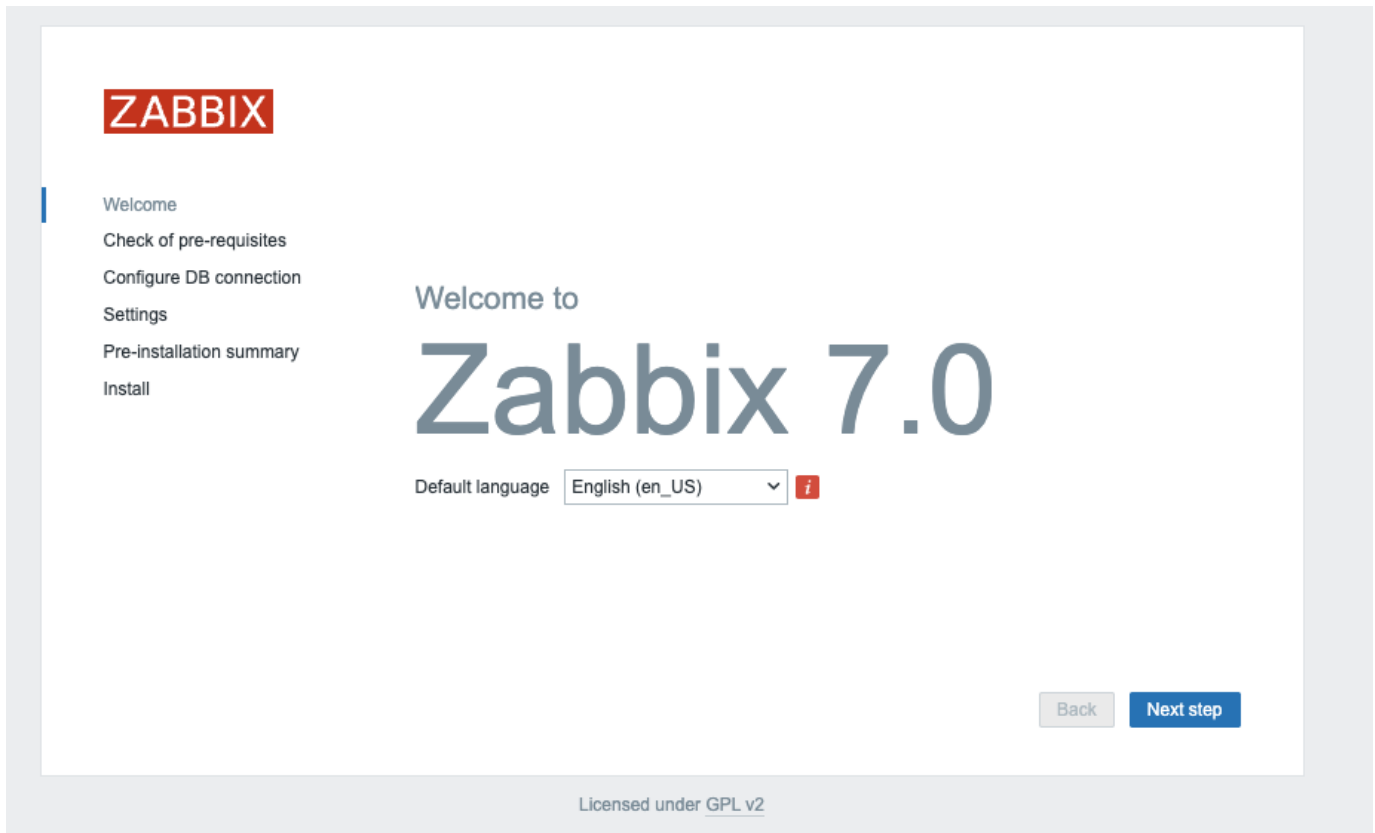 ZABBIX
Welcome
Check of pre-requisites
Configure DB connection
Settings
Pre-installation summary
Install
Welcome to
Zabbix 7.0
Default language English (en_US) i
Back Next step
Licensed under GPL v2